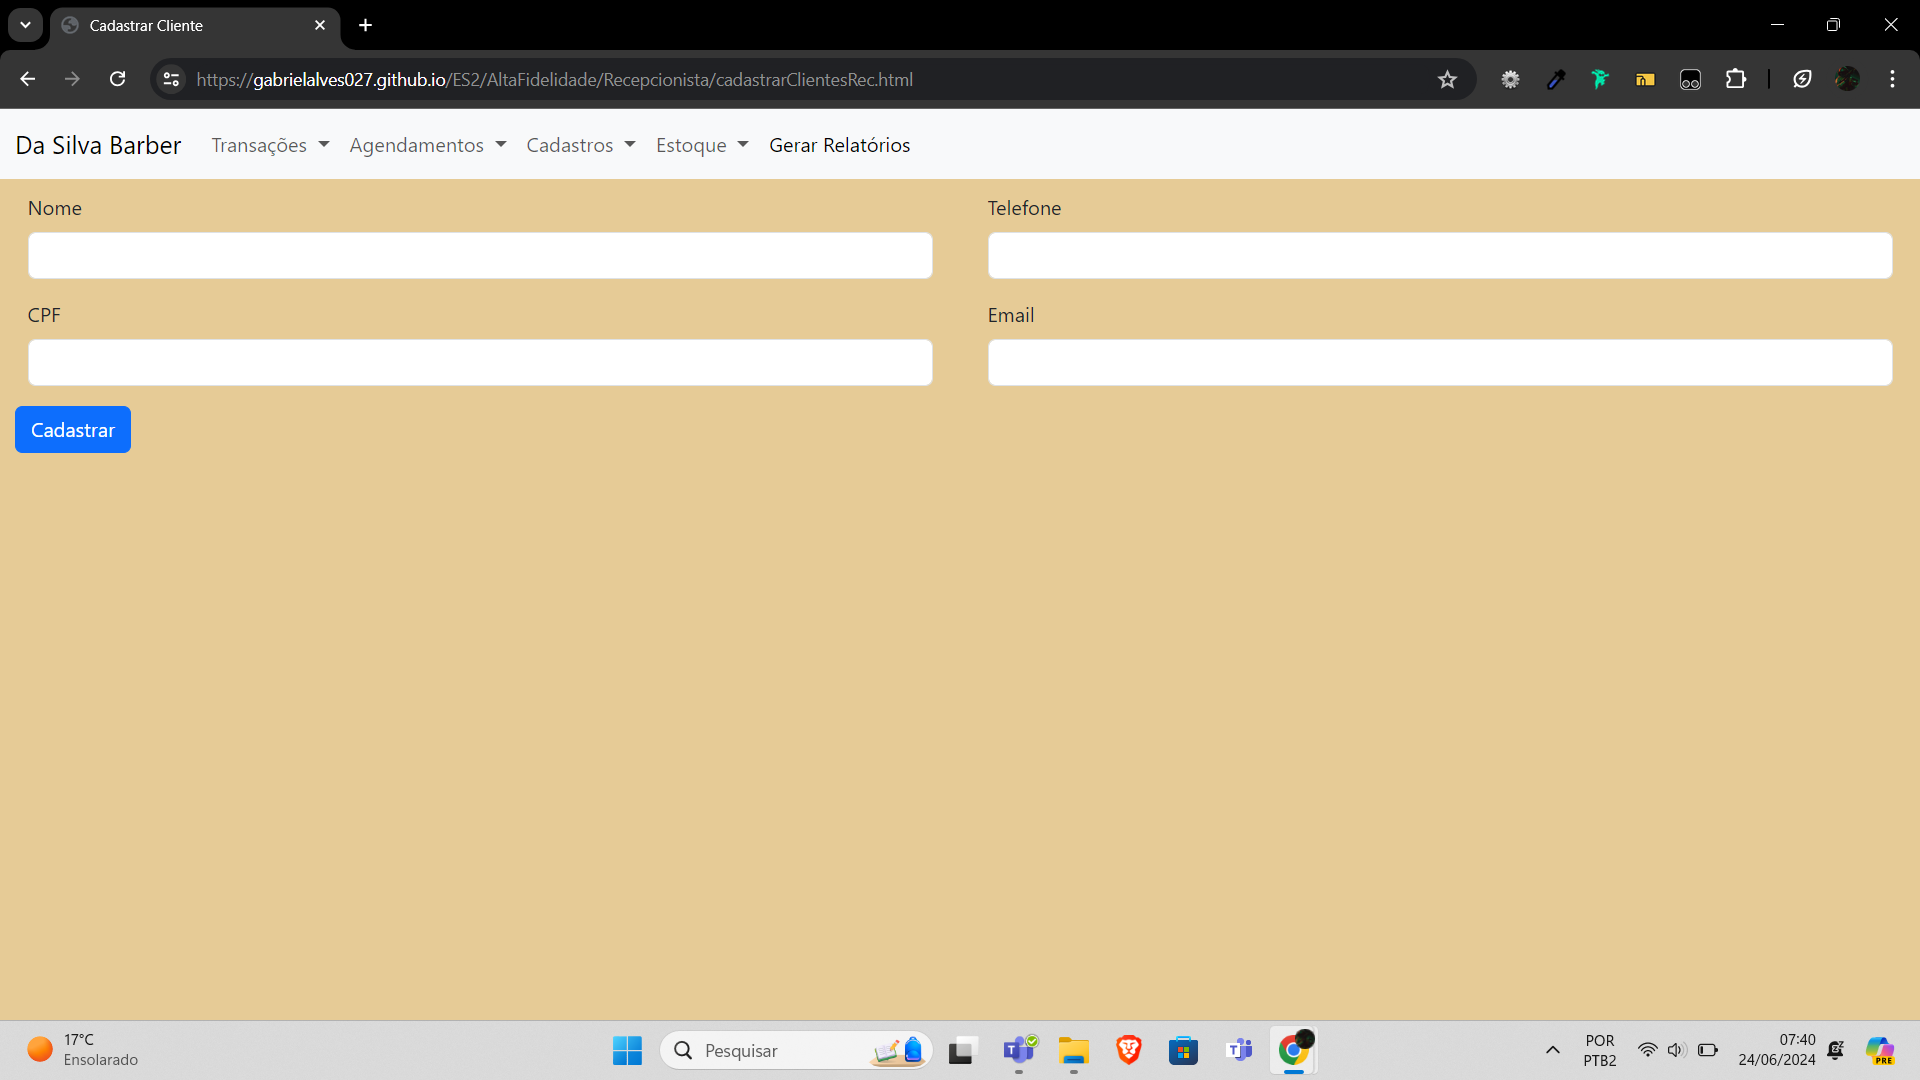 Cadastrar Cliente
https://gabrielalves027.github.io/ES2/AltaFidelidade/Recepcionista/cadastrarClientesRec.html
Da Silva Barber Transações Agendamentos Cadastros Estoque Gerar Relatórios
Nome Telefone
CPF Email
Cadastrar
17°C
Ensolarado
Pesquisar
POR
PTB2
07:40
24/06/2024
PRE